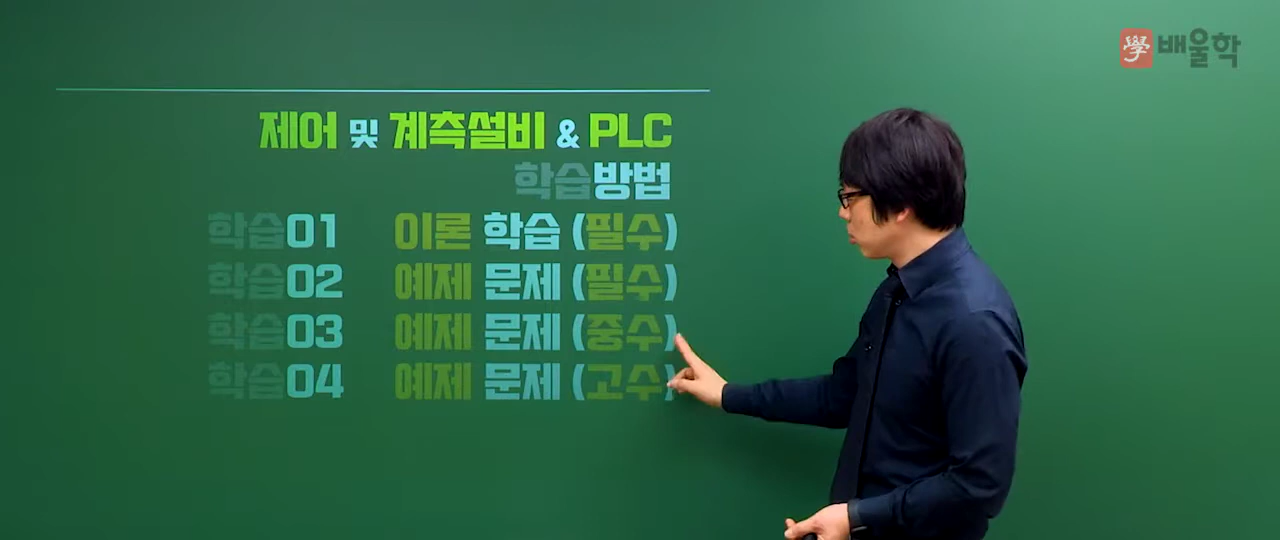 學 배울학
제어 및 계측설비 & PLC
학습방법
학습01 이론 학습 (필수)
학습02 예제 문제 (필수)
학습03 예제 문제 (중수)
학습04 예제 문제 (고수)